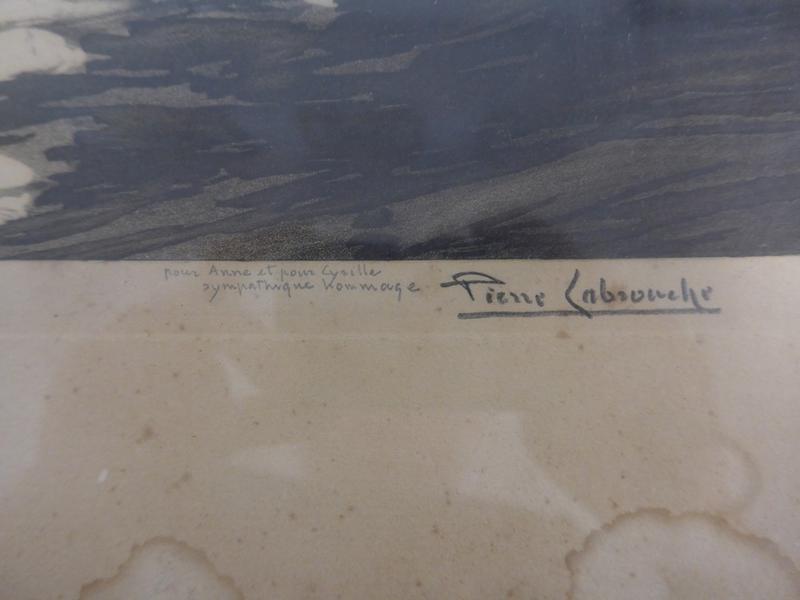 pour Anne et pour Cyrille
sympathique hommage
Pierre Labrouche